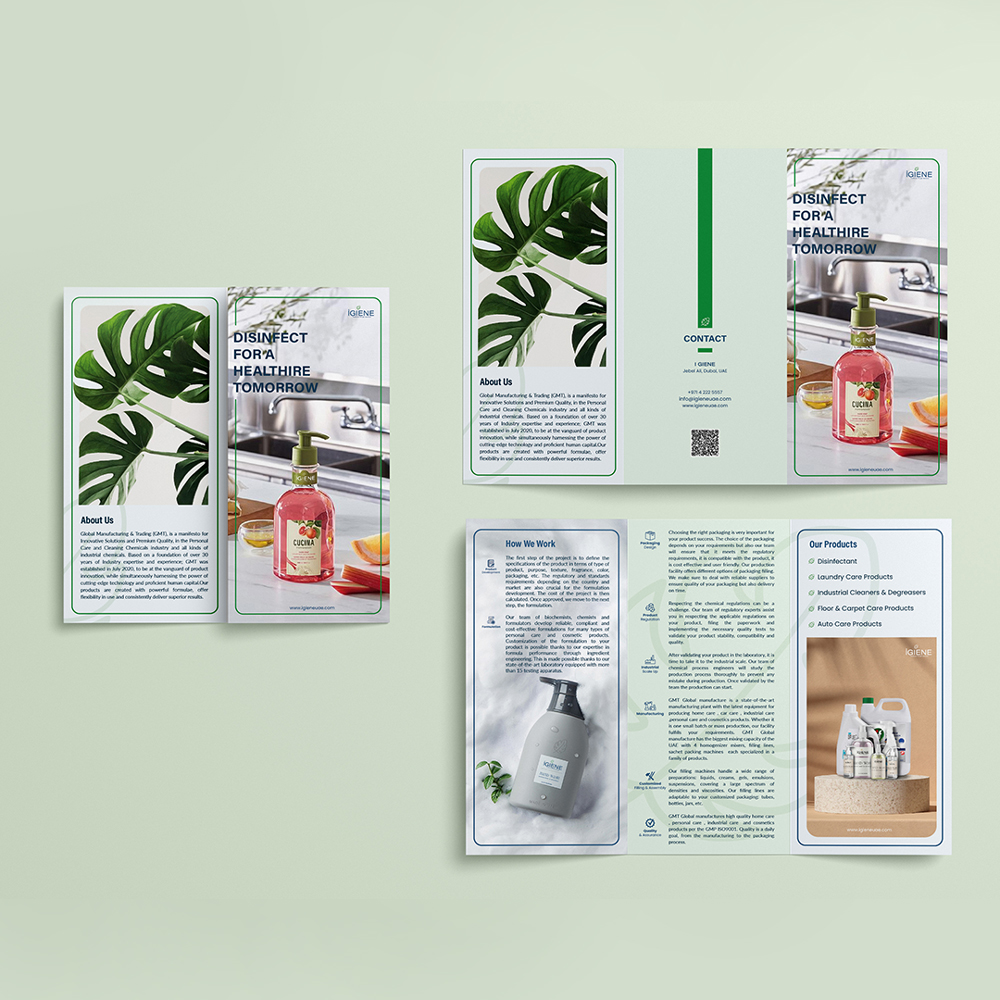 IGIENE
DISINFECT
FOR A
HEALTHIRE
TOMORROW
IGIENE
CUCINA
www.igieneuae.com
About Us
Global Manufacturing & Trading (GMT), is a manifesto for
Innovative Solutions and Premium Quality, in the Personal
Care and Cleaning Chemicals industry and all kinds of
industrial chemicals. Based on a foundation of over 30
years of Industry expertise and experience; GMT was
established in July 2020, to be at the vanguard of product
innovation, while simultaneously harnessing the power of
cutting edge technology and proficient human capital.Our
products are created with powerful formulae, offer
flexibility in use and consistently deliver superior results.
About Us
Global Manufacturing & Trading (GMT), is a manifesto for
Innovative Solutions and Premium Quality, in the Personal
Care and Cleaning Chemicals industry and all kinds of
industrial chemicals. Based on a foundation of over 30
years of Industry expertise and experience; GMT was
established in July 2020, to be at the vanguard of product
innovation, while simultaneously harnessing the power of
cutting edge technology and proficient human capital.Our
products are created with powerful formulae, offer
flexibility in use and consistently deliver superior results.
CONTACT
I GIENE
Jebel Ali, Dubai, UAE
+971 4 222 5557
info@igieneuae.com
www.igieneuae.com
IGIENE
DISINFECT
FOR A
HEALTHIRE
TOMORROW
IGIENE
CUCINA
www.igieneuae.com
How We Work
Product
Development
The first step of the project is to define the
specifications of the product in terms of type of
product, purpose, texture, fragrance, color,
packaging, etc. The regulatory and standards
requirements depending on the country and
market are also crucial for the formulation
development. The cost of the project is then
calculated. Once approved, we move to the next
step, the formulation.
Formulation
Our team of biochemists, chemists and
formulators develop reliable, compliant and
cost effective formulations for many types of
personal care and cosmetic products.
Customization of the formulation to your
product is possible thanks to our expertise in
formula performance through ingredient
engineering. This is made possible thanks to our
state-of-the-art laboratory equipped with more
than 15 testing apparatus.
IGIENE
Packaging
Design
Choosing the right packaging is very important for
your product success. The choice of the packaging
depends on your requirements but also our team
will ensure that it meets the regulatory
requirements, it is compatible with the product, it
is cost effective and user friendly. Our production
facility offers different options of packaging filling.
We make sure to deal with reliable suppliers to
ensure quality of your packaging but also delivery
on time.
Product
Regulation
Respecting the chemical regulations can be a
challenge. Our team of regulatory experts assist
you in respecting the applicable regulations on
your product, filing the paperwork and
implementing the necessary quality tests to
validate your product stability, compatibility and
quality.
Industrial
Scale-Up
After validating your product in the laboratory, it is
time to take it to the industrial scale. Our team of
chemical process engineers will study the
production process thoroughly to prevent any
mistake during production. Once validated by the
team the production can start.
Manufacturing
GMT Global manufacture is a state-of-the-art
manufacturing plant with the latest equipment for
producing home care , car care , industrial care
,personal care and cosmetics products. Whether it
is one small batch or mass production, our facility
fulfills your requirements. GMT Global
manufacture has the biggest mixing capacity of the
UAE with 4 homogenizer mixers, filling lines,
sachet packing machines each specialized in a
family of products.
Customized
Filling & Assembly
Our filling machines handle a wide range of
preparations: liquids, creams, gels, emulsions,
suspensions, covering a large spectrum of
densities and viscosities. Our filling lines are
adaptable to your customized packaging: tubes,
bottles, jars, etc.
Quality
& Assurance
GMT Global manufactures high quality home care
, personal care , industrial care and cosmetics
products per the GMP ISO9001. Quality is a daily
goal, from the manufacturing to the packaging
process.
Our Products
Disinfectant
Laundry Care Products
Industrial Cleaners & Degreasers
Floor & Carpet Care Products
Auto Care Products
IGIENE
www.igieneuae.com